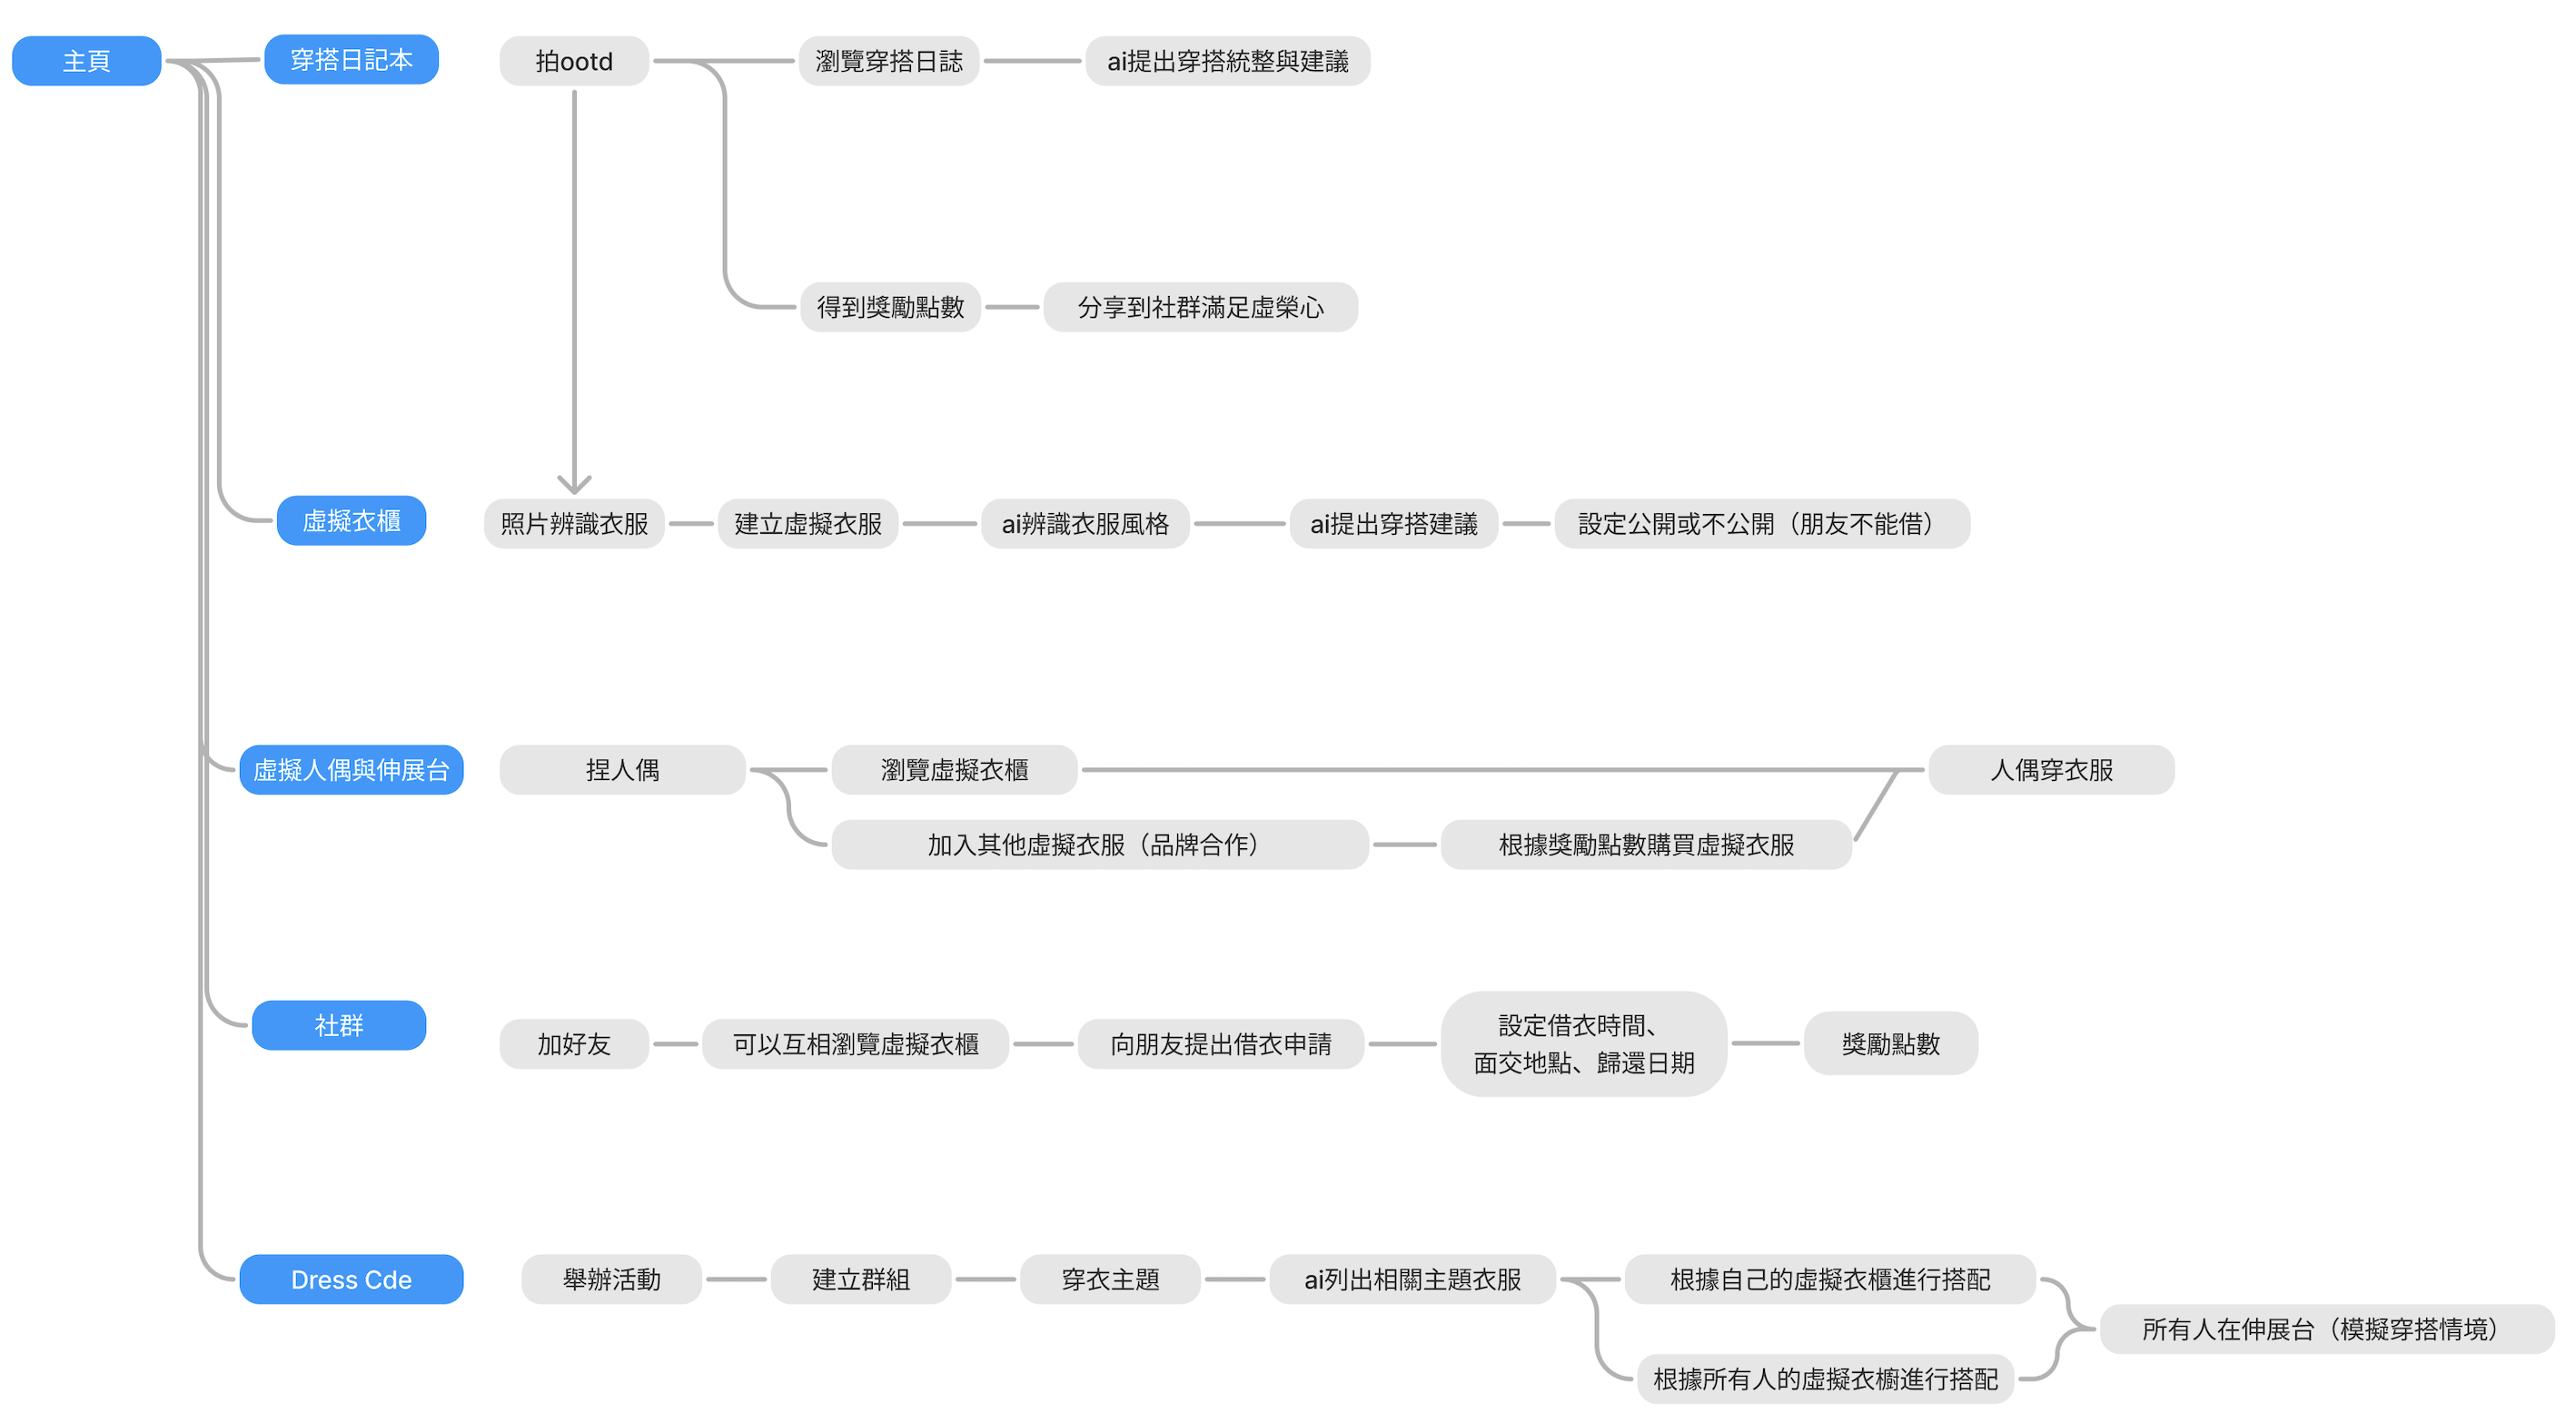 主頁
穿搭日記本
拍ootd
瀏覽穿搭日誌
ai提出穿搭統整與建議
得到獎勵點數
分享到社群滿足虛榮心
虛擬衣櫃
照片辨識衣服
建立虛擬衣服
ai辨識衣服風格
ai提出穿搭建議
設定公開或不公開（朋友不能借）
虛擬人偶與伸展台
捏人偶
瀏覽虛擬衣櫃
人偶穿衣服
加入其他虛擬衣服（品牌合作）
根據獎勵點數購買虛擬衣服
社群
加好友
可以互相瀏覽虛擬衣櫃
向朋友提出借衣申請
設定借衣時間、
面交地點、歸還日期
獎勵點數
Dress Cde
舉辦活動
建立群組
穿衣主題
ai列出相關主題衣服
根據自己的虛擬衣櫃進行搭配
所有人在伸展台（模擬穿搭情境）
根據所有人的虛擬衣櫥進行搭配